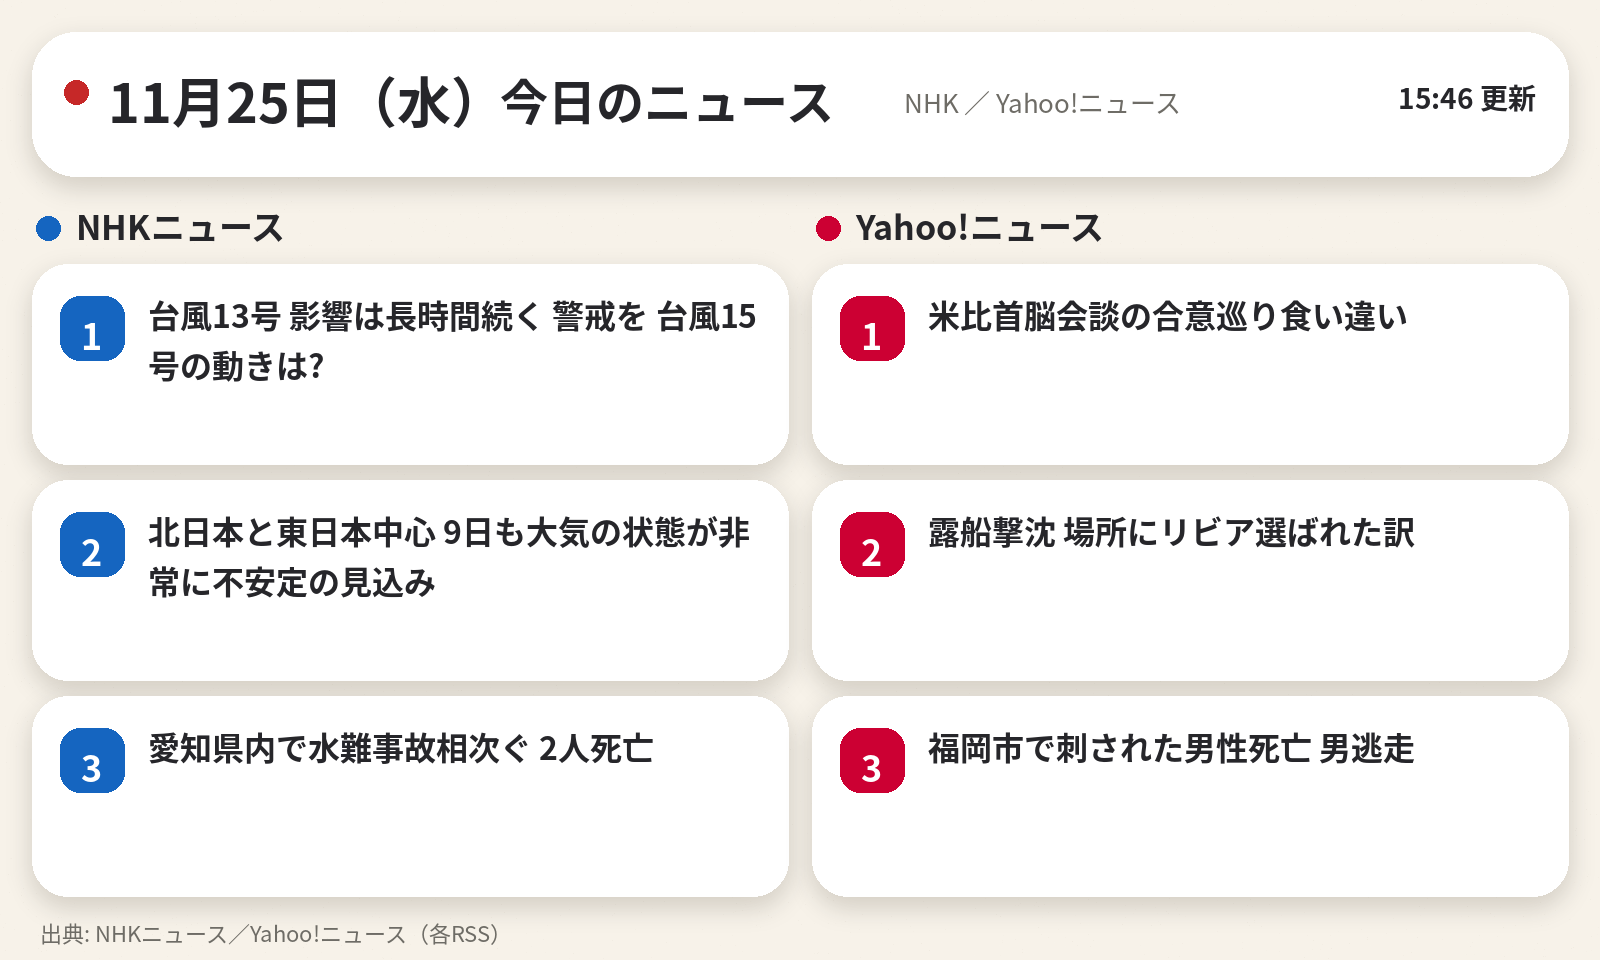 11月25日（水）今日のニュース
NHK ／ Yahoo!ニュース
15:46 更新
NHKニュース
1
台風13号 影響は長時間続く 警戒を 台風15
号の動きは?
2
北日本と東日本中心 9日も大気の状態が非
常に不安定の見込み
3
愛知県内で水難事故相次ぐ 2人死亡
Yahoo!ニュース
1
米比首脳会談の合意巡り食い違い
2
露船撃沈 場所にリビア選ばれた訳
3
福岡市で刺された男性死亡 男逃走
出典: NHKニュース／Yahoo!ニュース（各RSS）